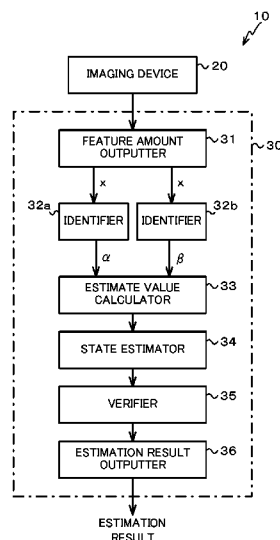 10
IMAGING DEVICE
20
30
FEATURE AMOUNT
OUTPUTTER
31
x
x
32a
IDENTIFIER
IDENTIFIER
32b
α
β
ESTIMATE VALUE
CALCULATOR
33
STATE ESTIMATOR
34
VERIFIER
35
ESTIMATION RESULT
OUTPUTTER
36
ESTIMATION
RESULT